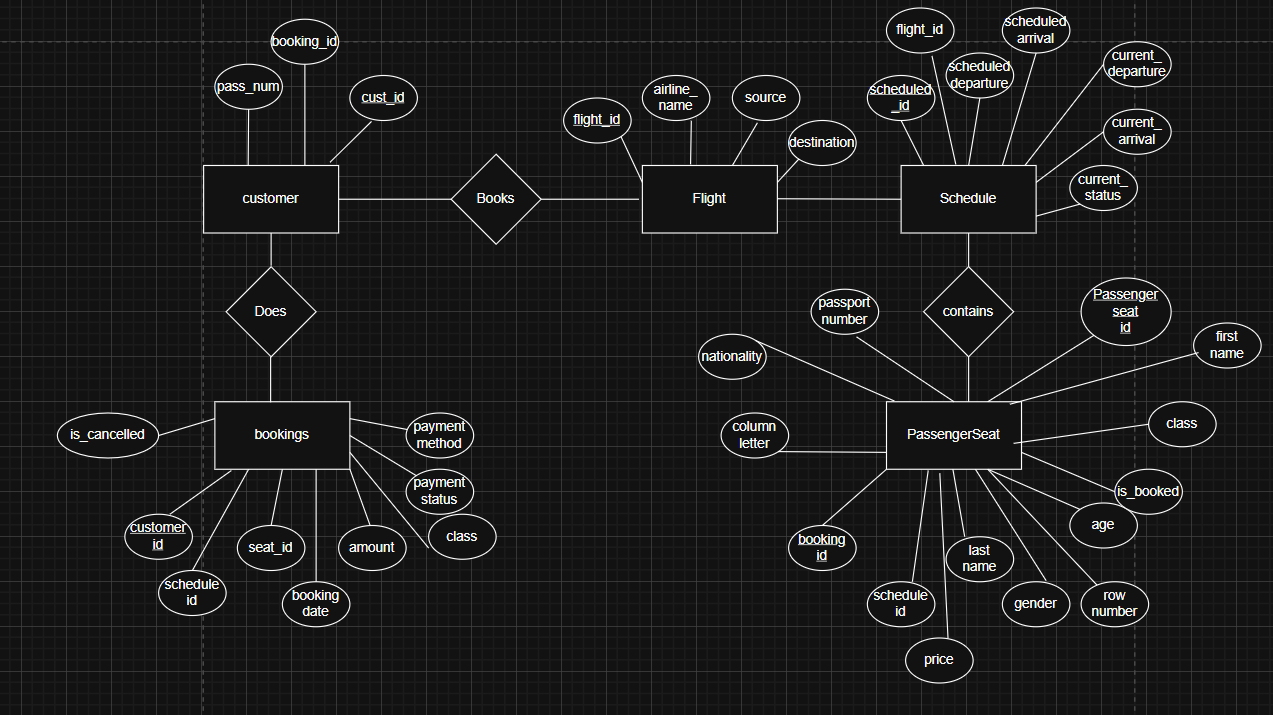 booking_id
pass_num
cust_id
customer
Books
flight_id
airline_
name
source
destination
Flight
flight_id
scheduled
arrival
scheduled
departure
scheduled
_id
current_
departure
current_
arrival
current_
status
Schedule
Does
contains
passport
number
Passenger
seat
id
first
name
nationality
column
letter
PassengerSeat
class
is_booked
age
row
number
gender
last
name
price
schedule
id
booking
id
is_cancelled
bookings
payment
method
payment
status
class
amount
booking
date
seat_id
schedule
id
customer
id